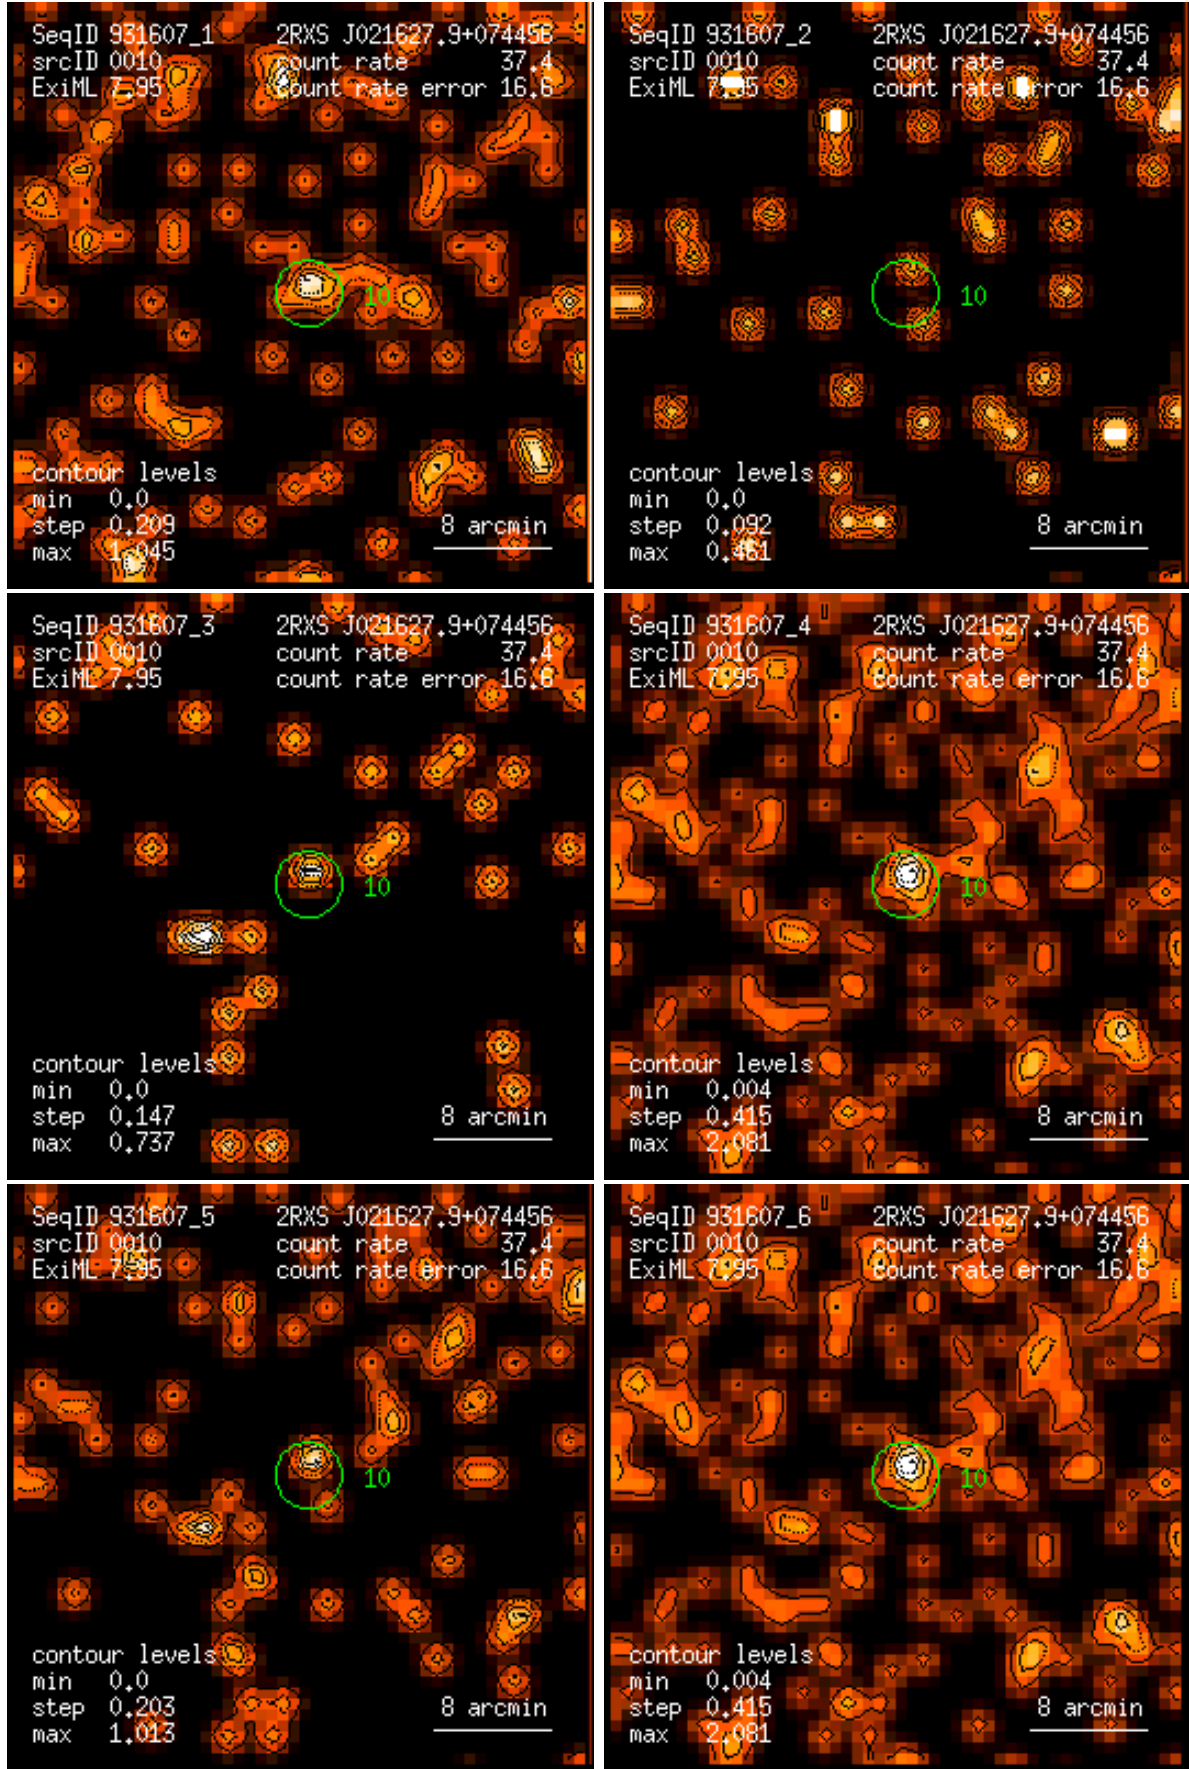 SeqID 931607_1 2RXS J021627.9+074456
srcID 0010 count rate 37.4
ExiML 7.95 count rate error 16.6
10
contour levels
min 0.0
step 0.209 8 arcmin
max 1.045
SeqID 931607_2 2RXS J021627.9+074456
srcID 0010 count rate 37.4
ExiML 7.95 count rate error 16.6
10
contour levels
min 0.0
step 0.092 8 arcmin
max 0.461
SeqID 931607_3 2RXS J021627.9+074456
srcID 0010 count rate 37.4
ExiML 7.95 count rate error 16.6
10
contour levels
min 0.0
step 0.147 8 arcmin
max 0.737
SeqID 931607_4 2RXS J021627.9+074456
srcID 0010 count rate 37.4
ExiML 7.95 count rate error 16.6
10
contour levels
min 0.004
step 0.415 8 arcmin
max 2.081
SeqID 931607_5 2RXS J021627.9+074456
srcID 0010 count rate 37.4
ExiML 7.95 count rate error 16.6
10
contour levels
min 0.0
step 0.203 8 arcmin
max 1.013
SeqID 931607_6 2RXS J021627.9+074456
srcID 0010 count rate 37.4
ExiML 7.95 count rate error 16.6
10
contour levels
min 0.004
step 0.415 8 arcmin
max 2.081